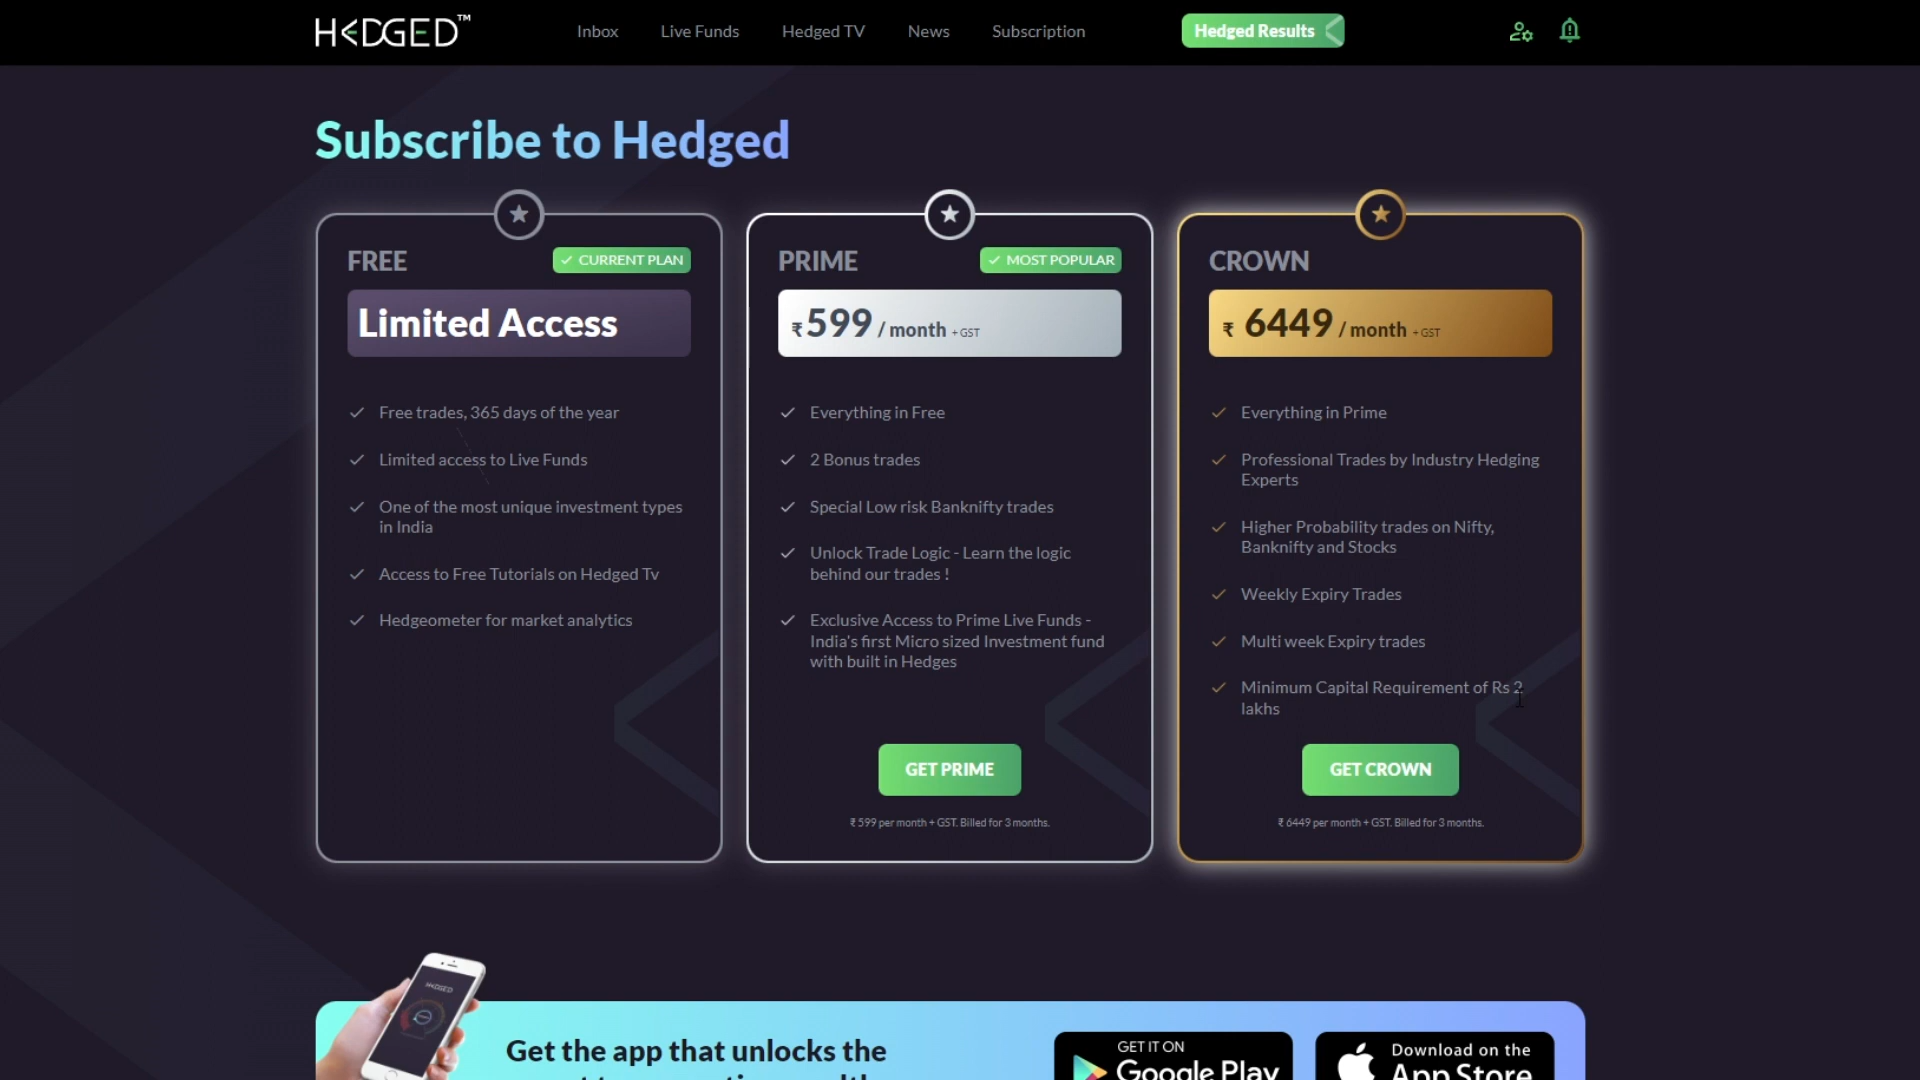 HEDGED™
Inbox
Live Funds
Hedged TV
News
Subscription
Hedged Results
Subscribe to Hedged
FREE
CURRENT PLAN
Limited Access
Free trades, 365 days of the year
Limited access to Live Funds
One of the most unique investment types
in India
Access to Free Tutorials on Hedged Tv
Hedgeometer for market analytics
PRIME
MOST POPULAR
₹ 599 / month + GST
Everything in Free
2 Bonus trades
Special Low risk Banknifty trades
Unlock Trade Logic - Learn the logic
behind our trades !
Exclusive Access to Prime Live Funds -
India's first Micro sized Investment fund
with built in Hedges
GET PRIME
₹ 599 per month + GST. Billed for 3 months.
CROWN
₹ 6449 / month + GST
Everything in Prime
Professional Trades by Industry Hedging
Experts
Higher Probability trades on Nifty,
Banknifty and Stocks
Weekly Expiry Trades
Multi week Expiry trades
Minimum Capital Requirement of Rs 2
lakhs
GET CROWN
₹ 6449 per month + GST. Billed for 3 months.
HEDGED
Get the app that unlocks the
GET IT ON
Google Play
Download on the
App Store